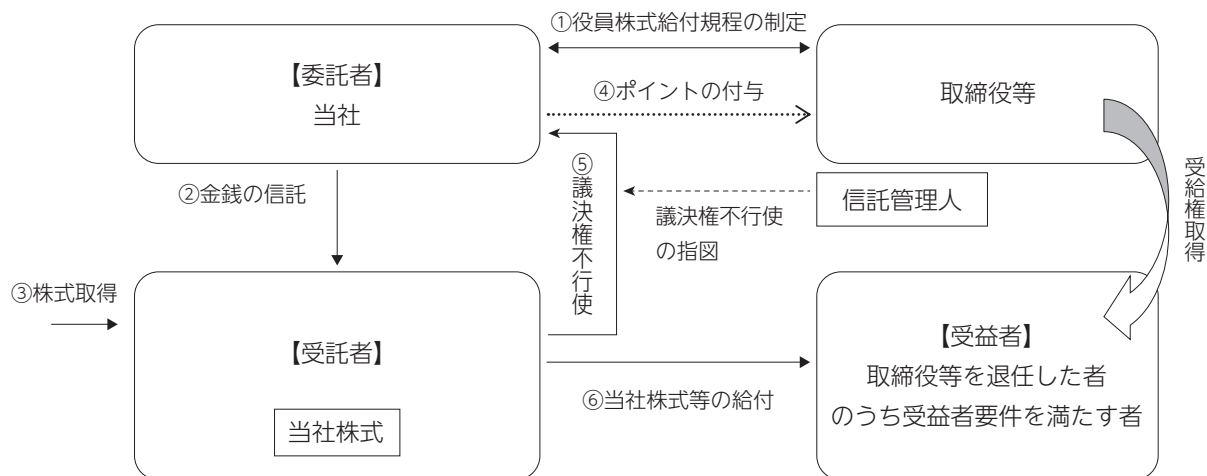 ①役員株式給付規程の制定
【委託者】
当社
④ポイントの付与
取締役等
②金銭の信託
⑤議決権不行使
議決権不行使
の指図
信託管理人
受給権取得
③株式取得
【受託者】
当社株式
⑥当社株式等の給付
【受益者】
取締役等を退任した者
のうち受益者要件を満たす者